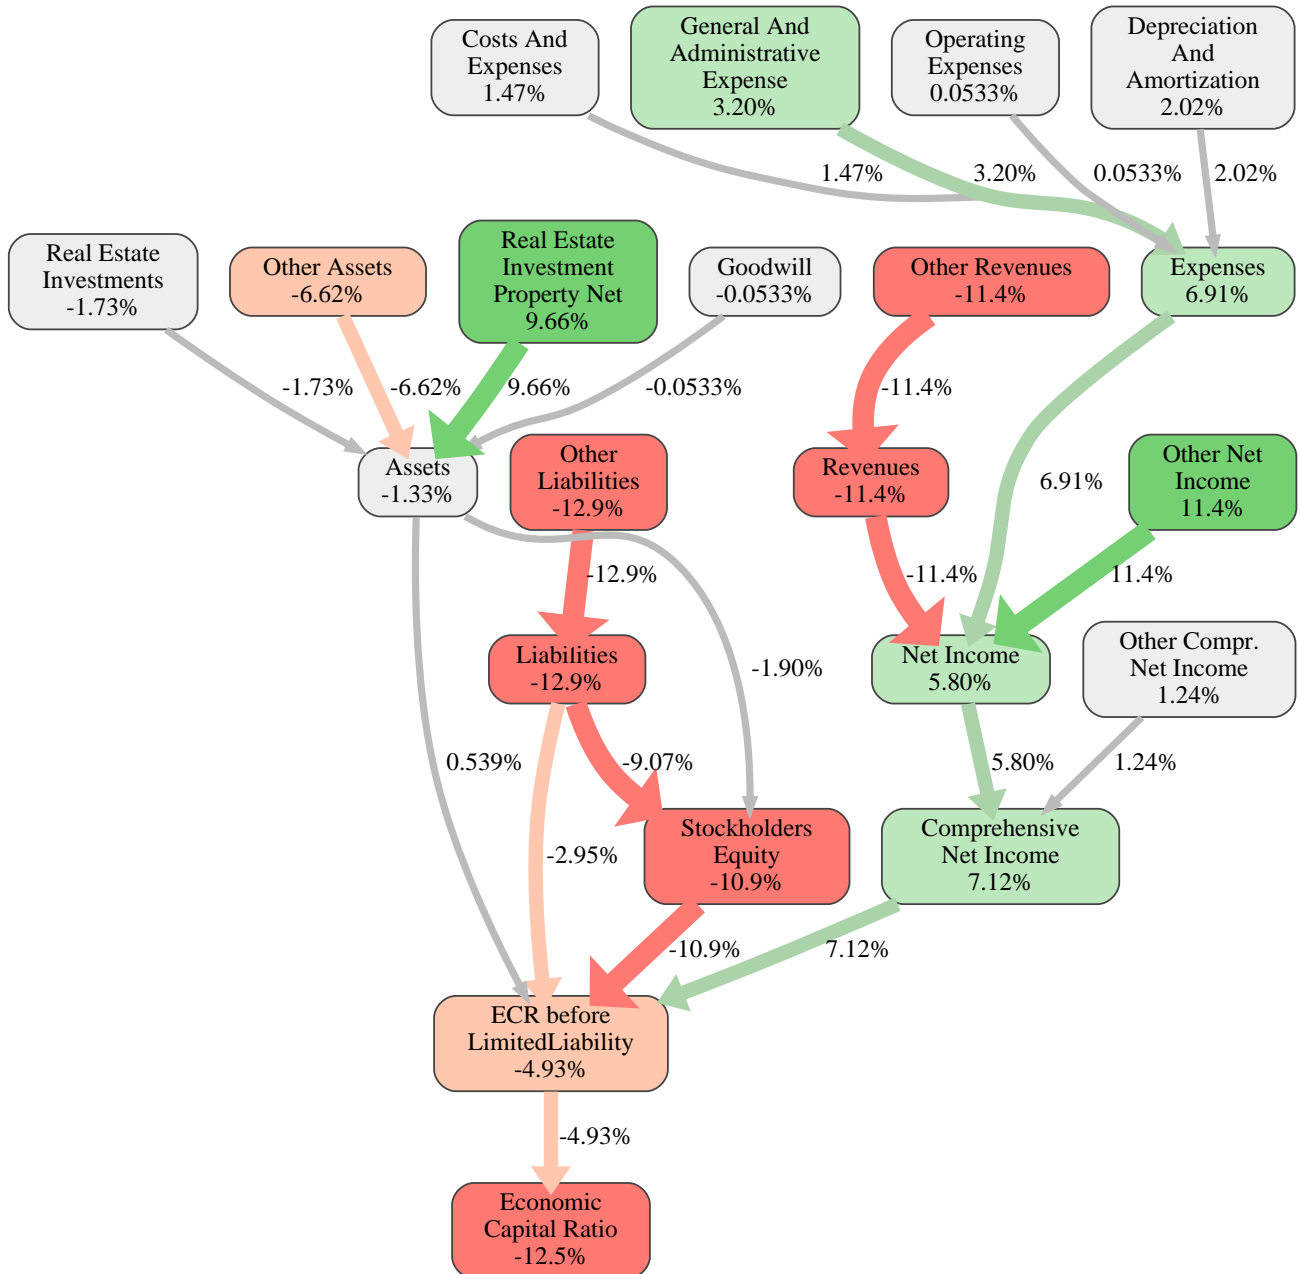 Costs And
Expenses
1.47%
General And
Administrative
Expense
3.20%
Operating
Expenses
0.0533%
Depreciation
And
Amortization
2.02%
1.47%
3.20%
0.0533%
2.02%
Real Estate
Investments
-1.73%
Other Assets
-6.62%
Real Estate
Investment
Property Net
9.66%
Goodwill
-0.0533%
Other Revenues
-11.4%
Expenses
6.91%
-1.73%
-6.62%
9.66%
-0.0533%
-11.4%
6.91%
Assets
-1.33%
Other
Liabilities
-12.9%
Revenues
-11.4%
Other Net
Income
11.4%
-12.9%
-11.4%
11.4%
Liabilities
-12.9%
-1.90%
Net Income
5.80%
Other Compr.
Net Income
1.24%
0.539%
-9.07%
5.80%
1.24%
-2.95%
Stockholders
Equity
-10.9%
Comprehensive
Net Income
7.12%
-10.9%
7.12%
ECR before
LimitedLiability
-4.93%
-4.93%
Economic
Capital Ratio
-12.5%